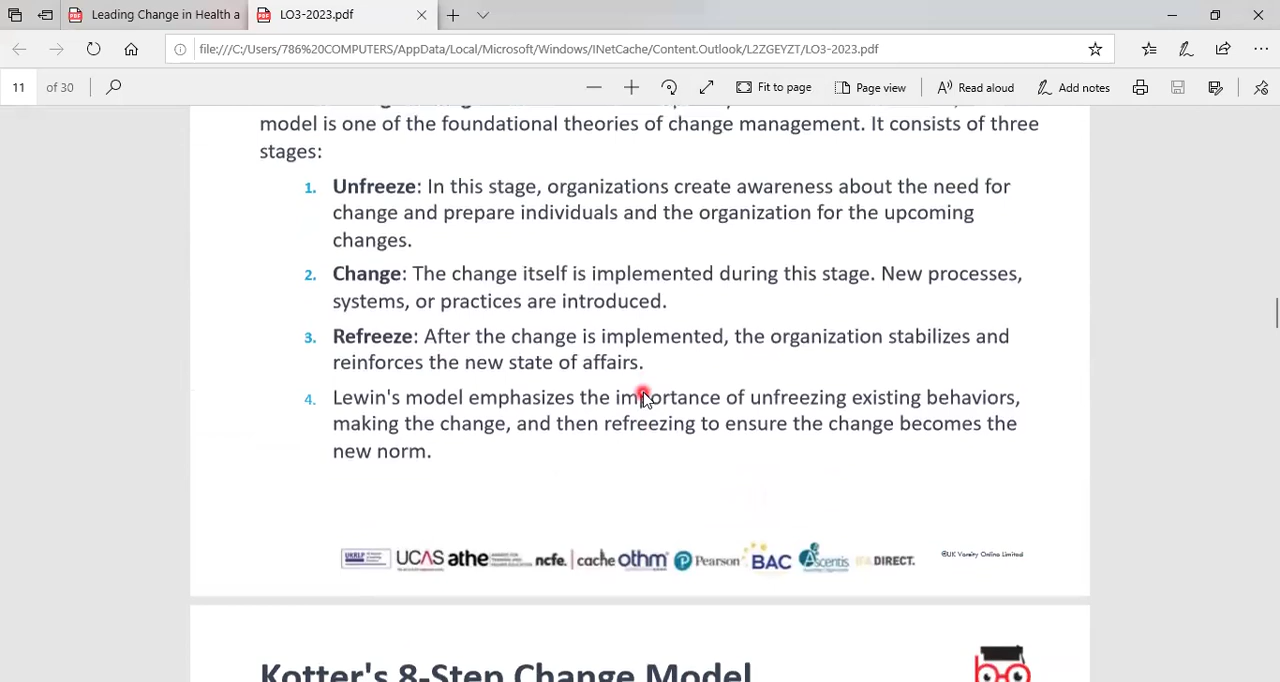 Leading Change in Health a
LO3-2023.pdf
file:///C:/Users/786%20COMPUTERS/AppData/Local/Microsoft/Windows/INetCache/Content.Outlook/L2ZGEYZT/LO3-2023.pdf
11 of 30 Fit to page Page view Read aloud Add notes
model is one of the foundational theories of change management. It consists of three
stages:
1. Unfreeze: In this stage, organizations create awareness about the need for
change and prepare individuals and the organization for the upcoming
changes.
2. Change: The change itself is implemented during this stage. New processes,
systems, or practices are introduced.
3. Refreeze: After the change is implemented, the organization stabilizes and
reinforces the new state of affairs.
4. Lewin's model emphasizes the importance of unfreezing existing behaviors,
making the change, and then refreezing to ensure the change becomes the
new norm.
UKRLP UCAS athe ncfe. cache othm Pearson BAC Ascentis DIRECT. ©UK Varsity Online Limited
Kotter's 8-Step Change Model